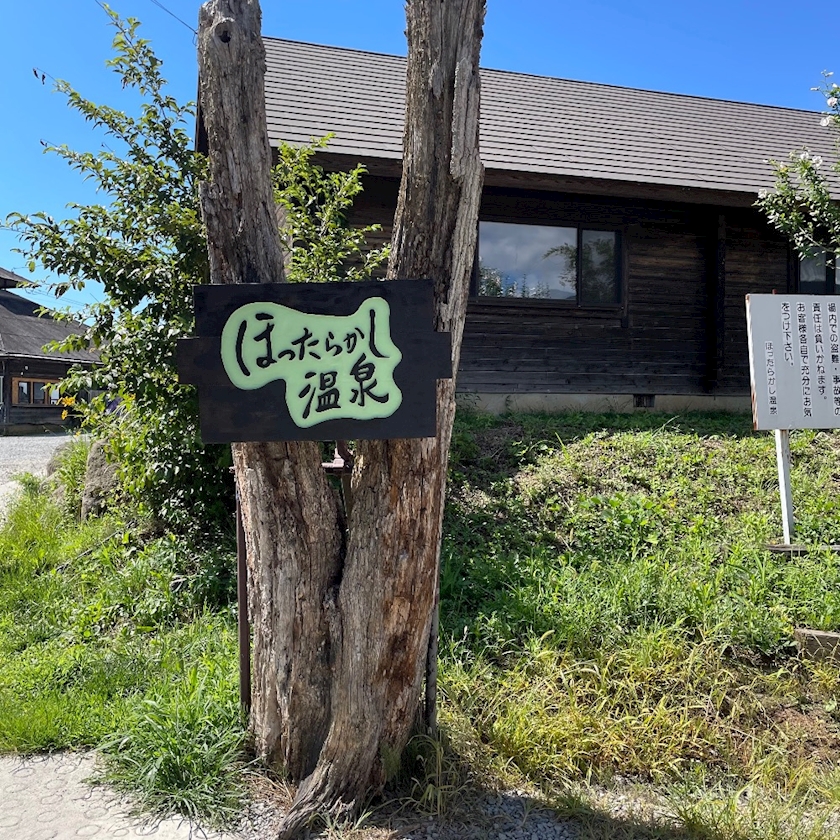 ほったらかし
温泉
場内での盗難・事故等の
責任は負いかねます。
お客様各自で充分にお気
をつけ下さい。
ほったらかし温泉